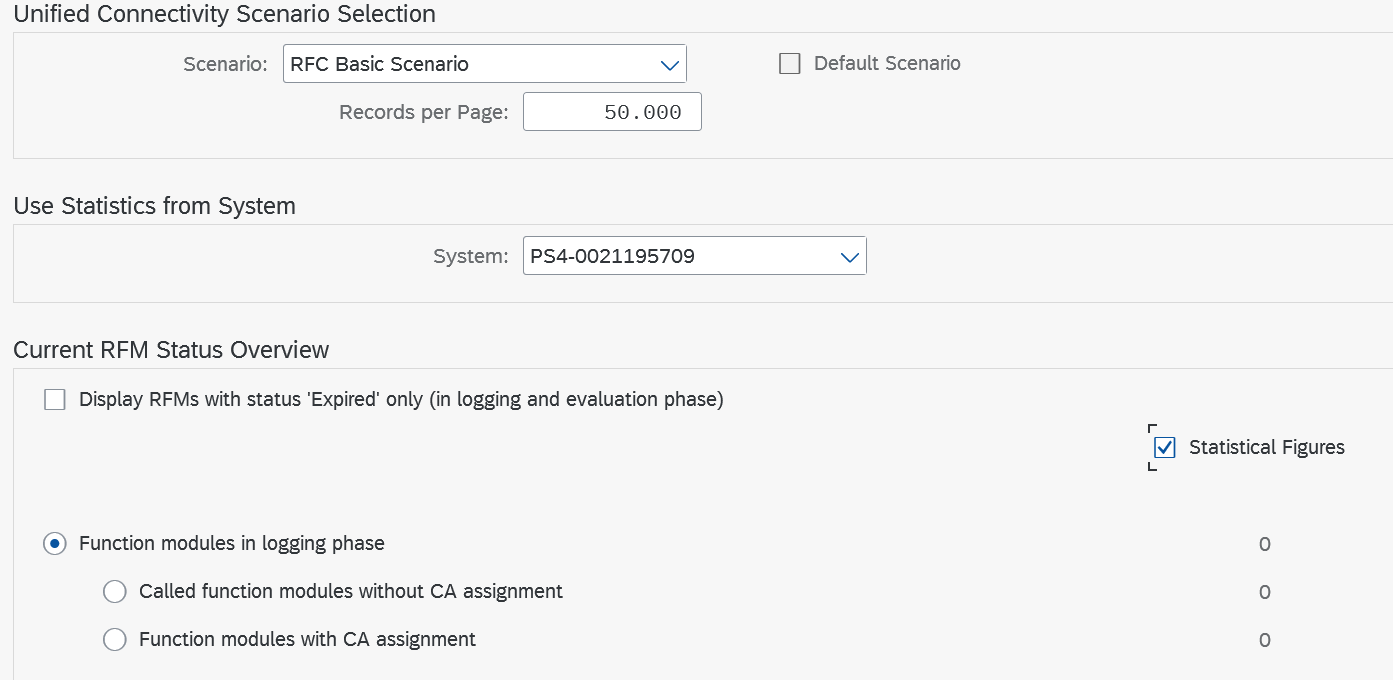 Unified Connectivity Scenario Selection
Scenario: RFC Basic Scenario Default Scenario
Records per Page: 50.000
Use Statistics from System
System: PS4-0021195709
Current RFM Status Overview
Display RFMs with status 'Expired' only (in logging and evaluation phase)
Statistical Figures
Function modules in logging phase 0
Called function modules without CA assignment 0
Function modules with CA assignment 0